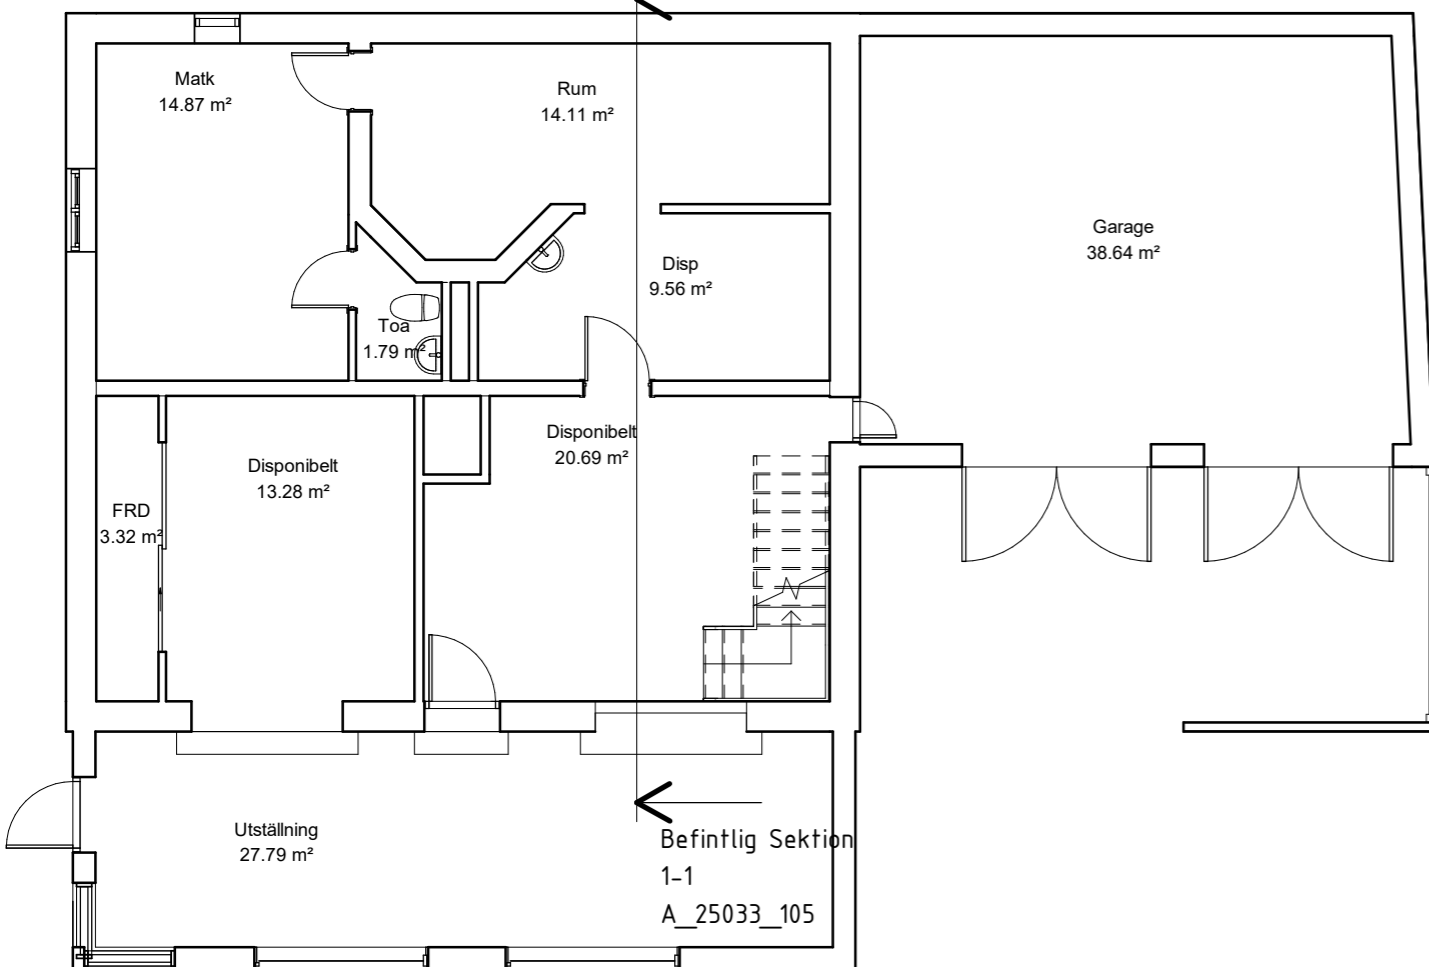 Matk
14.87 m²
Rum
14.11 m²
Garage
38.64 m²
Disp
9.56 m²
Toa
1.79 m²
Disponibelt
20.69 m²
Disponibelt
13.28 m²
FRD
3.32 m²
Utställning
27.79 m²
Befintlig Sektion
1-1
A_25033_105